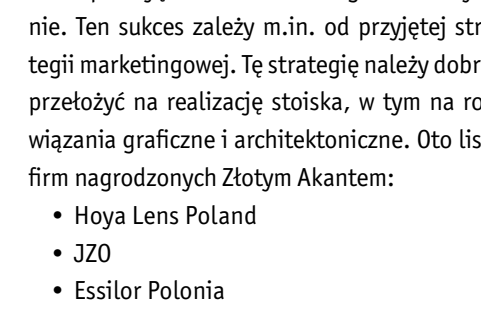 nie. Ten sukces zależy m.in. od przyjętej str
tegii marketingowej. Tę strategię należy dobr
przełożyć na realizację stoiska, w tym na ro
wiązania graficzne i architektoniczne. Oto lis
firm nagrodzonych Złotym Akantem:
• Hoya Lens Poland
• JZO
• Essilor Polonia